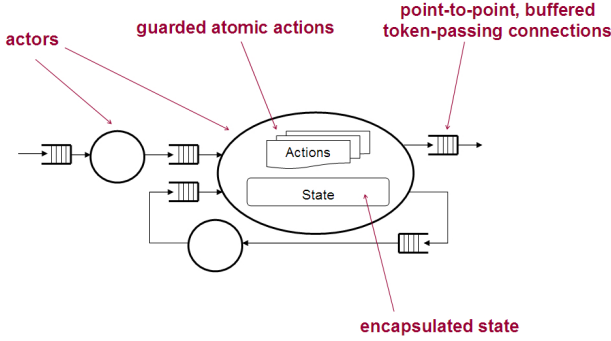 actors
guarded atomic actions
point-to-point, buffered
token-passing connections
Actions
State
encapsulated state